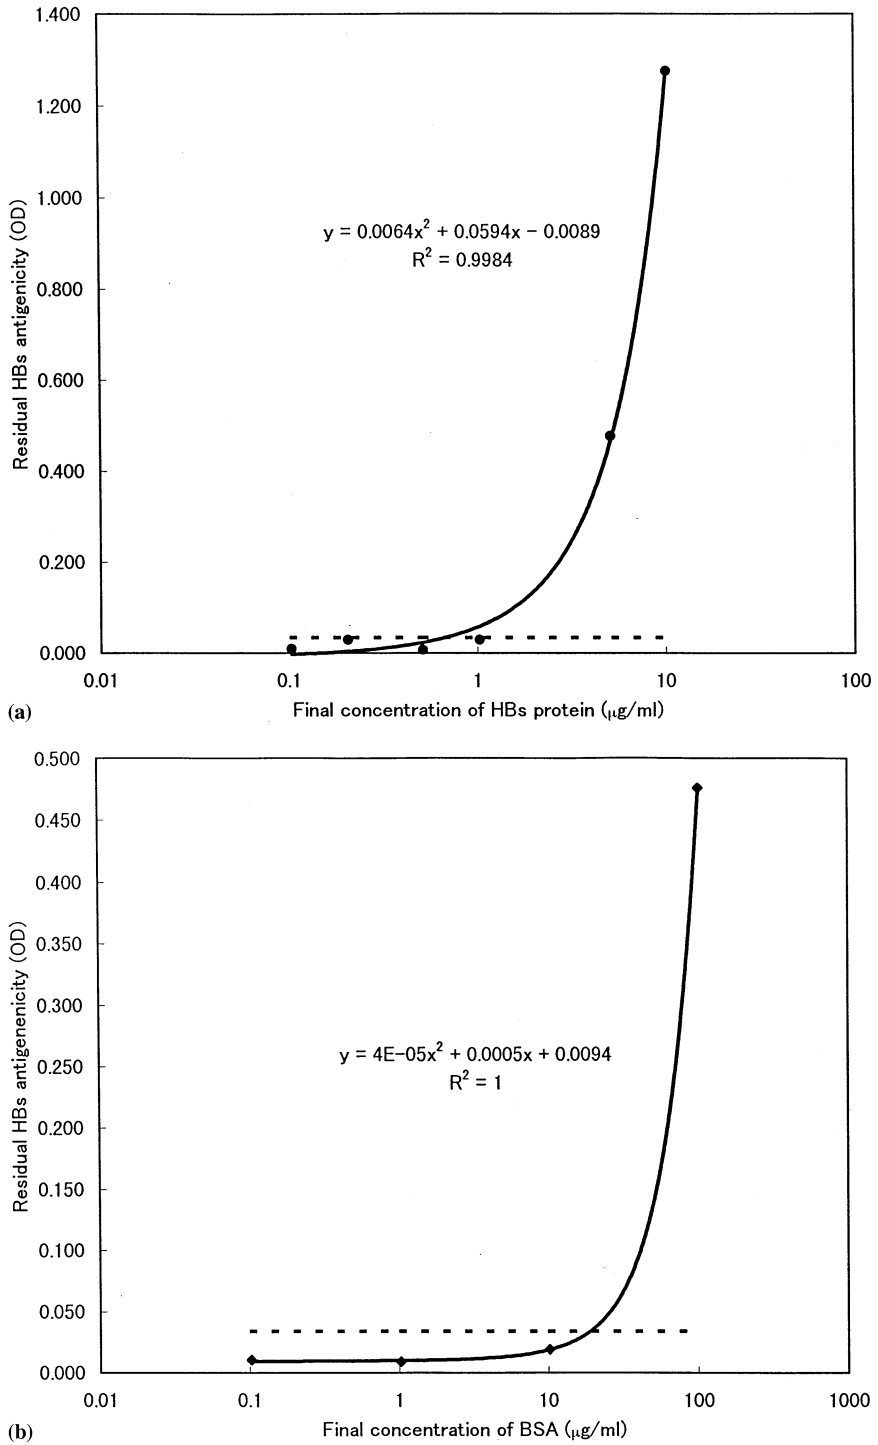 1.400
1.200
1.000
0.800
0.600
0.400
0.200
0.000
Residual HBs antigenicity (OD)
y = 0.0064x² + 0.0594x − 0.0089
R² = 0.9984
0.01 0.1 1 10 100
Final concentration of HBs protein (μg/ml)
(a)
0.500
0.450
0.400
0.350
0.300
0.250
0.200
0.150
0.100
0.050
0.000
Residual HBs antigenenicity (OD)
y = 4E-05x² + 0.0005x + 0.0094
R² = 1
0.01 0.1 1 10 100 1000
Final concentration of BSA (μg/ml)
(b)